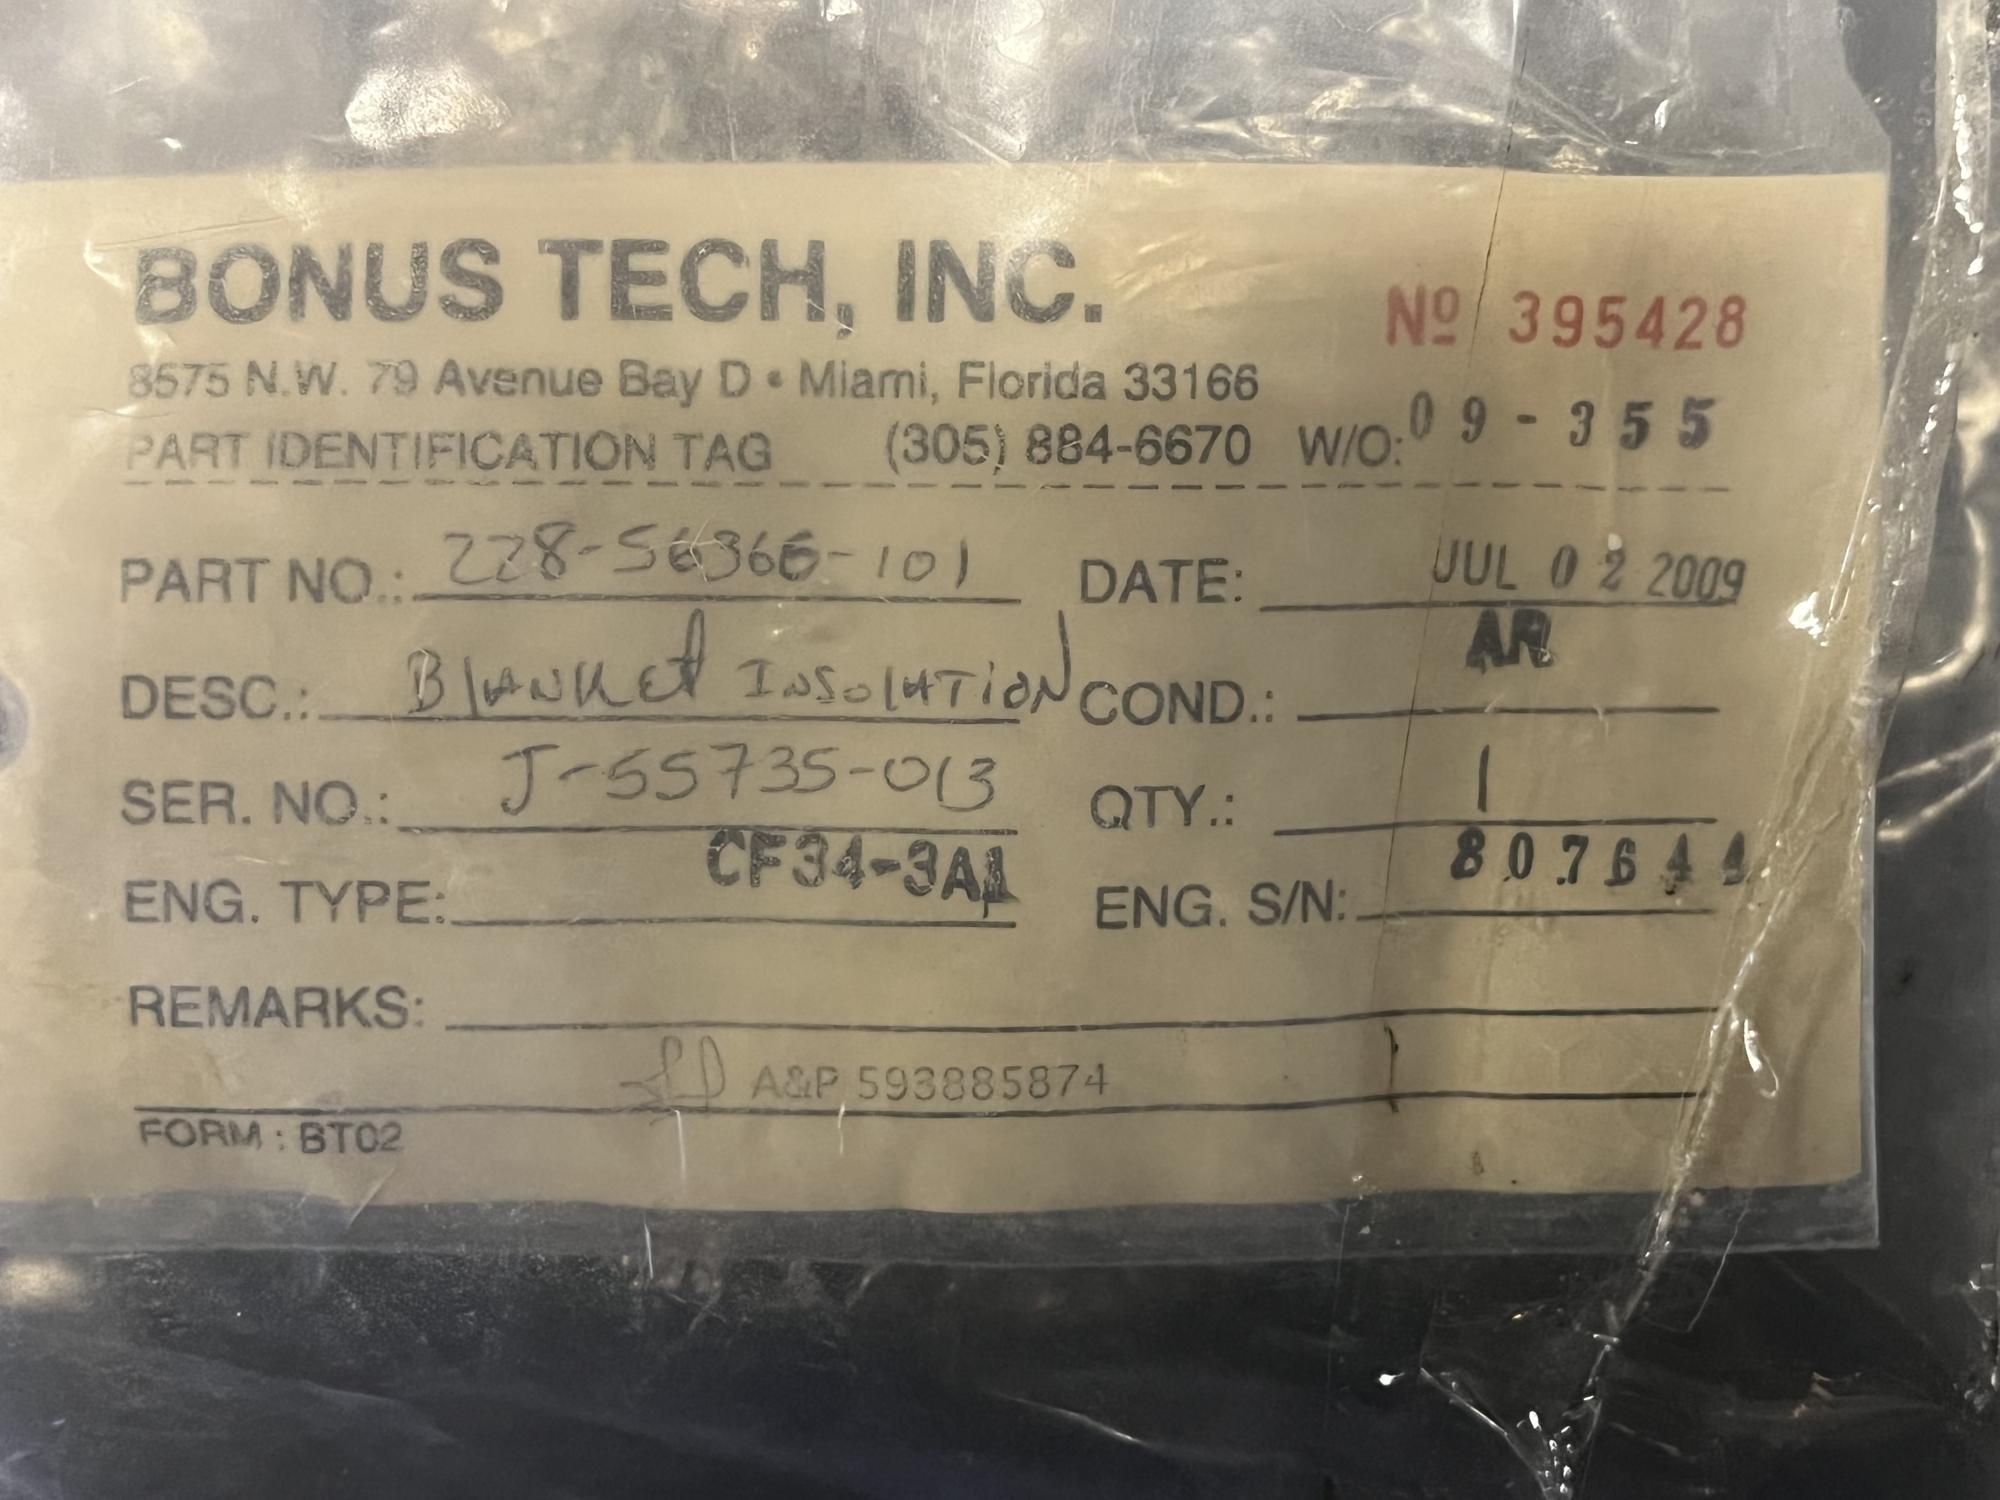 BONUS TECH, INC.
Nº 395428
8575 N.W. 79 Avenue Bay D • Miami, Florida 33166
PART IDENTIFICATION TAG (305) 884-6670 W/O: 09-355
PART NO.: 228-56366-101 DATE: JUL 02 2009
DESC.: Blanket INSOLATION COND.: AR
SER. NO.: J-55735-013 QTY.: 1
ENG. TYPE: CF34-3A1 ENG. S/N: 807644
REMARKS:
A&P 593885874
FORM : BT02